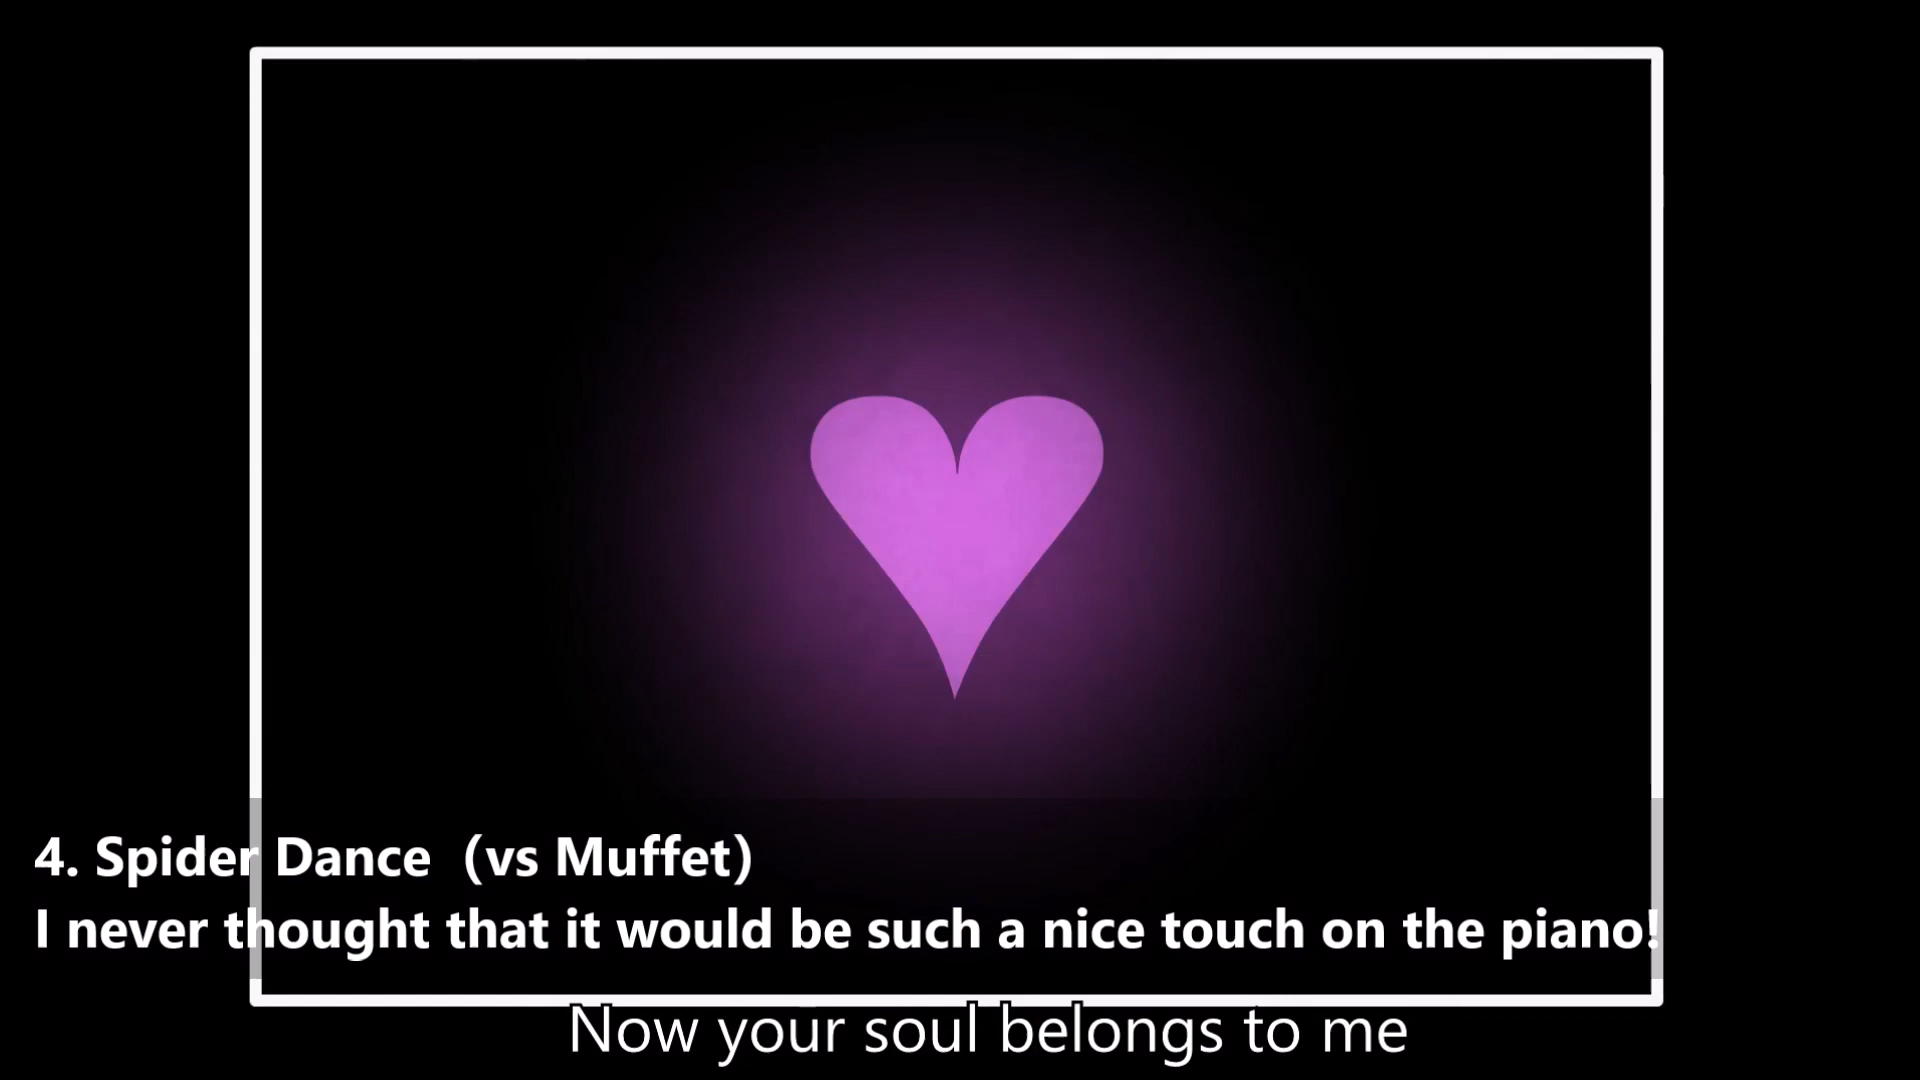 4. Spider Dance（vs Muffet）
I never thought that it would be such a nice touch on the piano!
Now your soul belongs to me